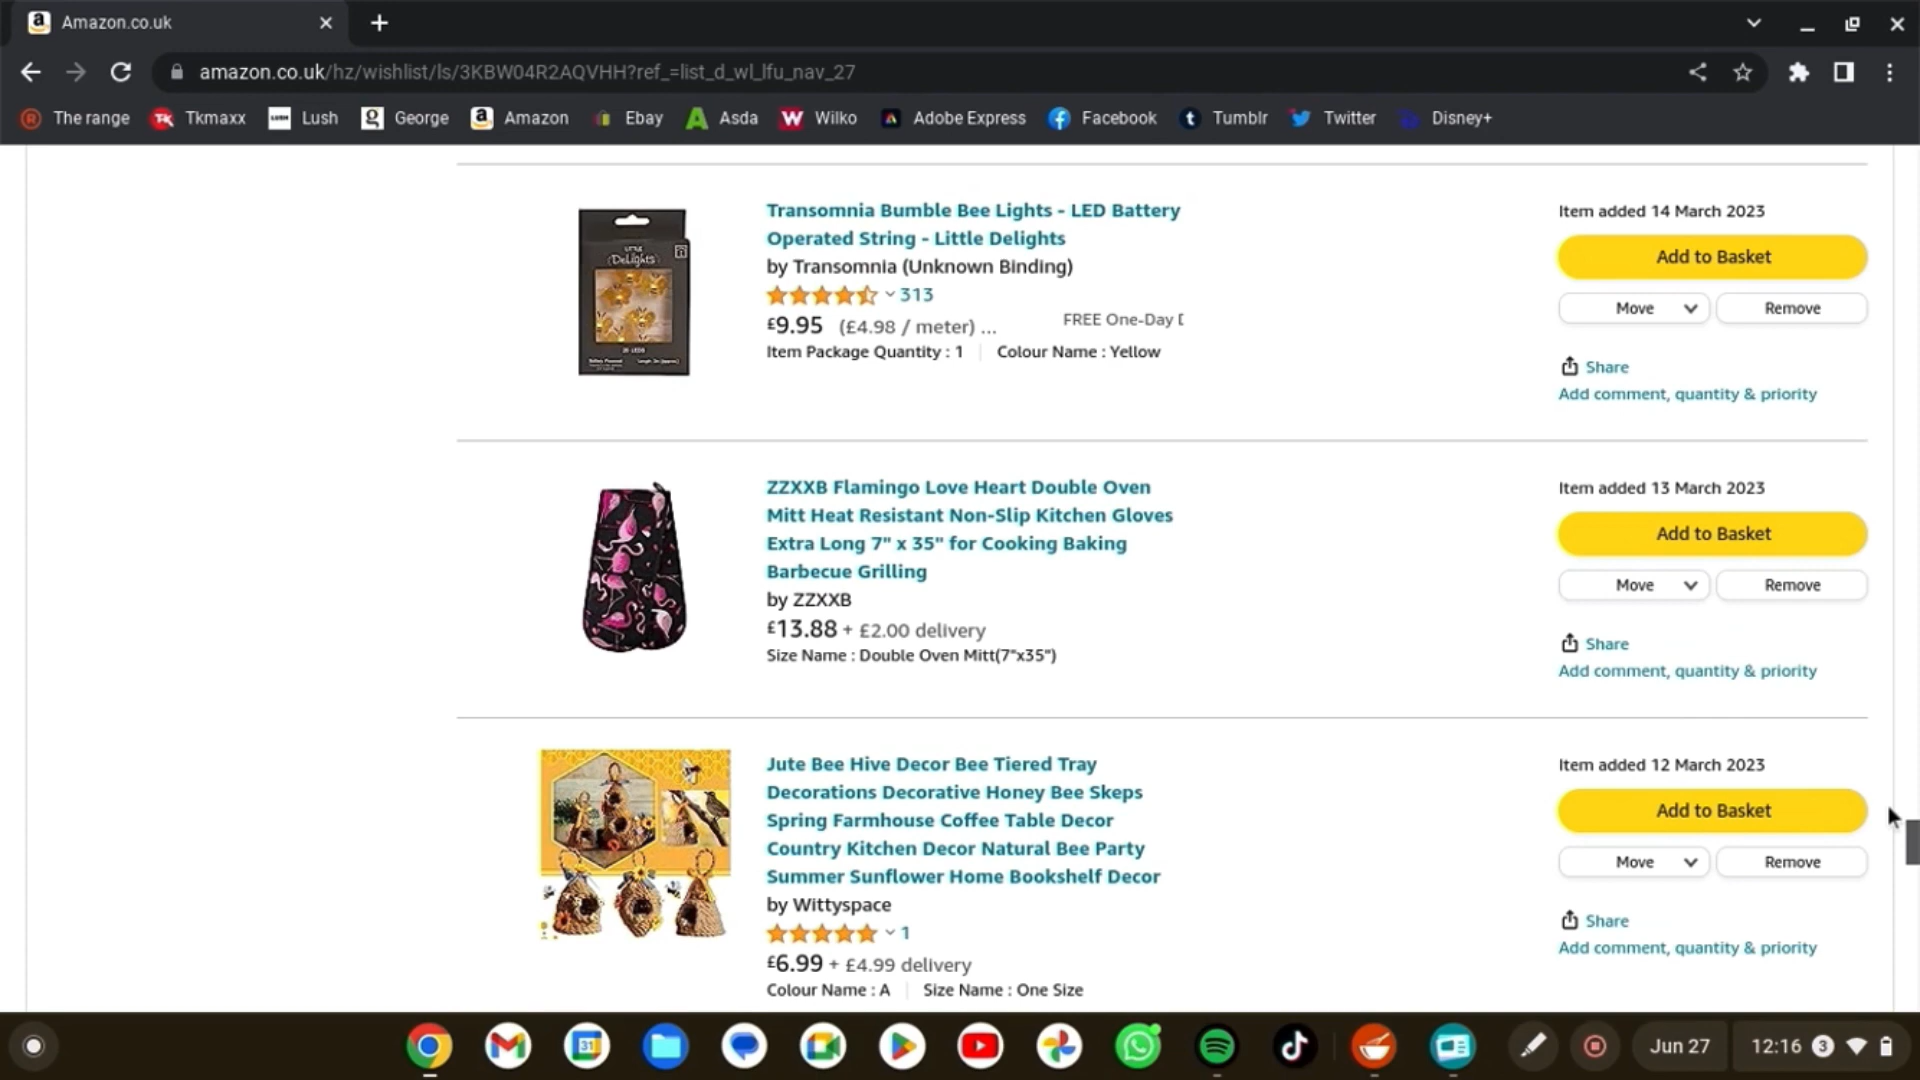 Amazon.co.uk
amazon.co.uk/hz/wishlist/ls/3KBW04R2AQVHH?ref_=list_d_wl_lfu_nav_27
The range Tkmaxx Lush George Amazon Ebay Asda Wilko Adobe Express Facebook Tumblr Twitter Disney+
Transomnia Bumble Bee Lights - LED Battery
Operated String - Little Delights
by Transomnia (Unknown Binding)
313
£9.95 (£4.98 / meter) ... FREE One-Day D
Item Package Quantity : 1 Colour Name : Yellow
Item added 14 March 2023
Add to Basket
Move Remove
Share
Add comment, quantity & priority
LITTLE
DeLights
ZZXXB Flamingo Love Heart Double Oven
Mitt Heat Resistant Non-Slip Kitchen Gloves
Extra Long 7" x 35" for Cooking Baking
Barbecue Grilling
by ZZXXB
£13.88 + £2.00 delivery
Size Name : Double Oven Mitt(7"x35")
Item added 13 March 2023
Add to Basket
Move Remove
Share
Add comment, quantity & priority
Jute Bee Hive Decor Bee Tiered Tray
Decorations Decorative Honey Bee Skeps
Spring Farmhouse Coffee Table Decor
Country Kitchen Decor Natural Bee Party
Summer Sunflower Home Bookshelf Decor
by Wittyspace
1
£6.99 + £4.99 delivery
Colour Name : A Size Name : One Size
Item added 12 March 2023
Add to Basket
Move Remove
Share
Add comment, quantity & priority
31
Jun 27 12:16 3